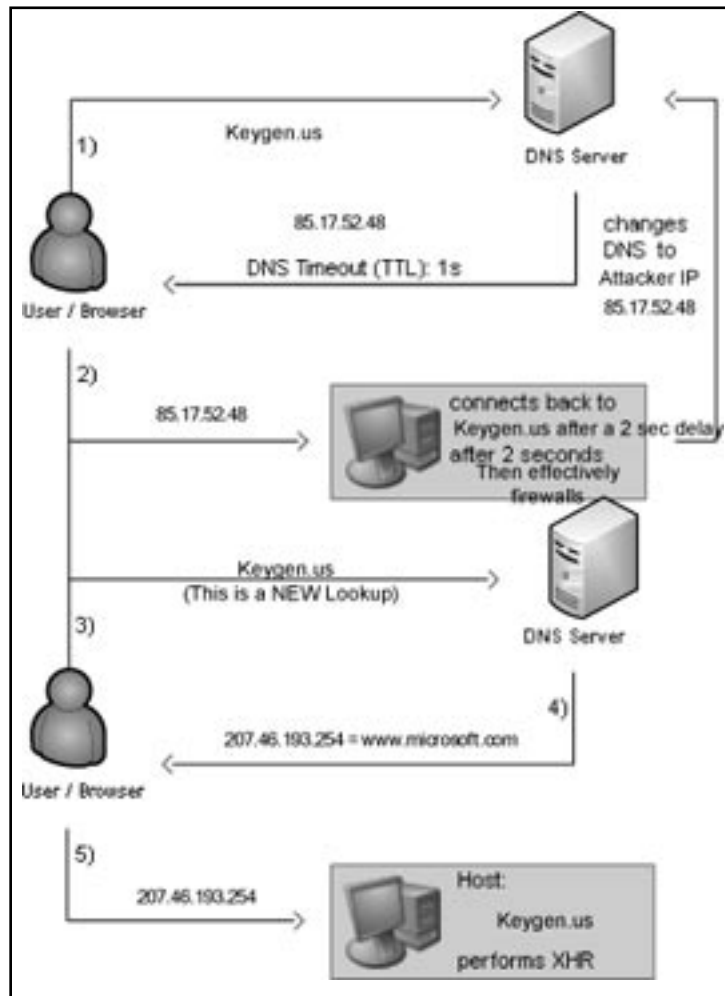 DNS Server
Keygen.us
1)
85.17.52.48
DNS Timeout (TTL): 1s
changes
DNS to
Attacker IP
85.17.52.48
User / Browser
2)
85.17.52.48
connects back to
Keygen.us after a 2 sec delay
after 2 seconds
Then effectively
firewalls
Keygen.us
(This is a NEW Lookup)
DNS Server
3)
4)
207.46.193.254 = www.microsoft.com
User / Browser
5)
207.46.193.254
Host:
Keygen.us
performs XHR